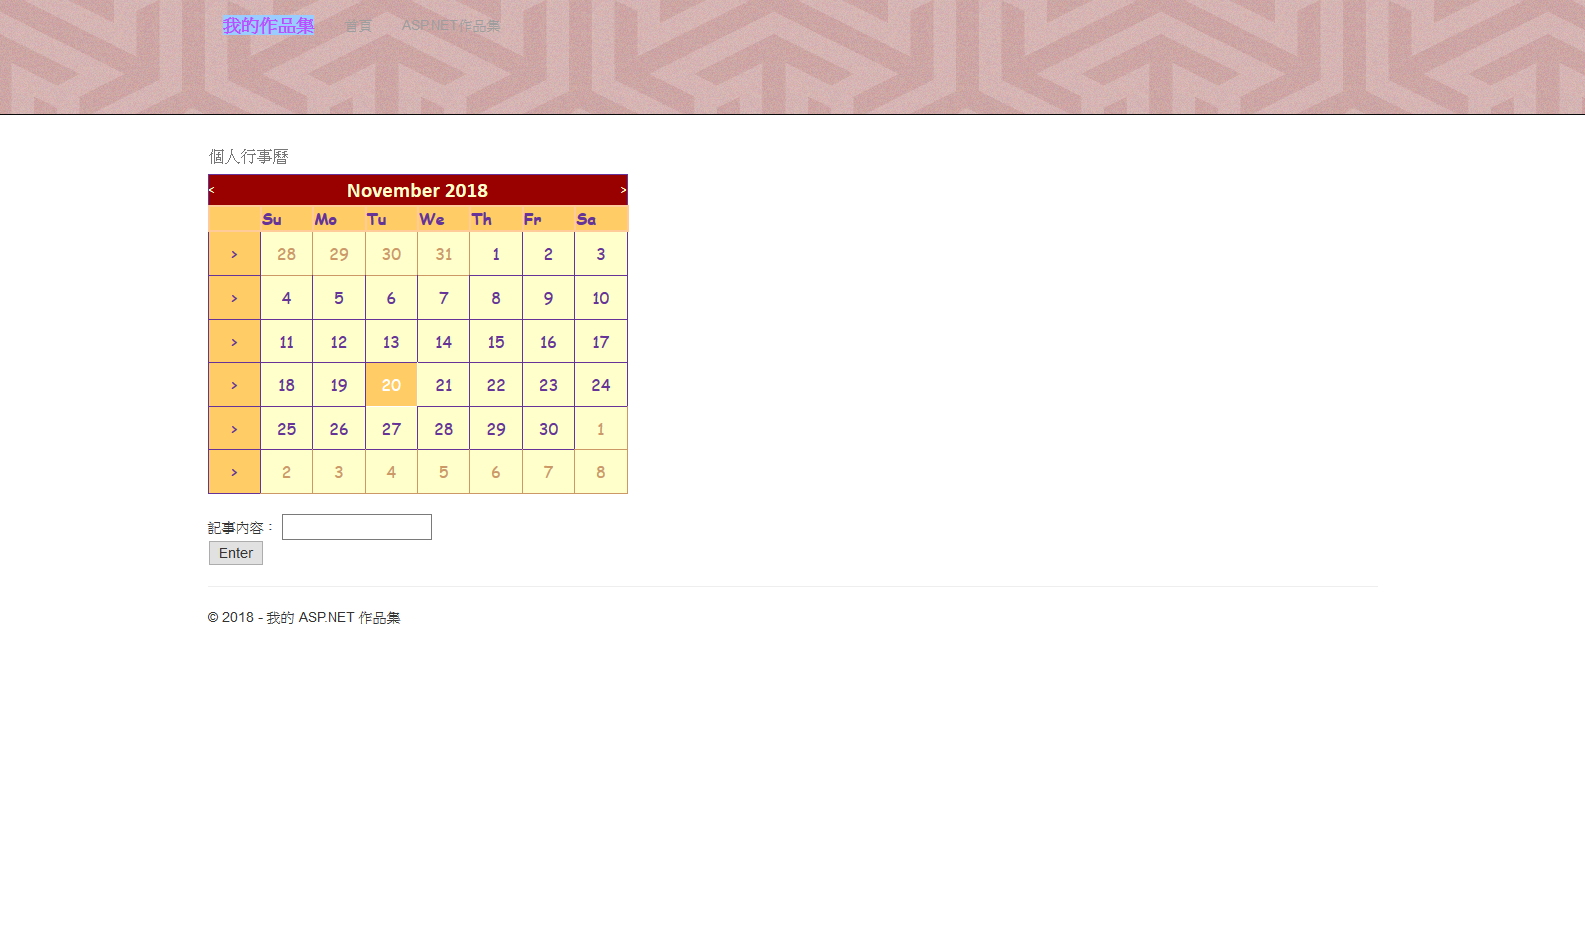 我的作品集 首頁 ASP.NET作品集
個人行事曆
< November 2018 >
Su Mo Tu We Th Fr Sa
> 28 29 30 31 1 2 3
> 4 5 6 7 8 9 10
> 11 12 13 14 15 16 17
> 18 19 20 21 22 23 24
> 25 26 27 28 29 30 1
> 2 3 4 5 6 7 8
記事內容：
Enter
© 2018 - 我的 ASP.NET 作品集